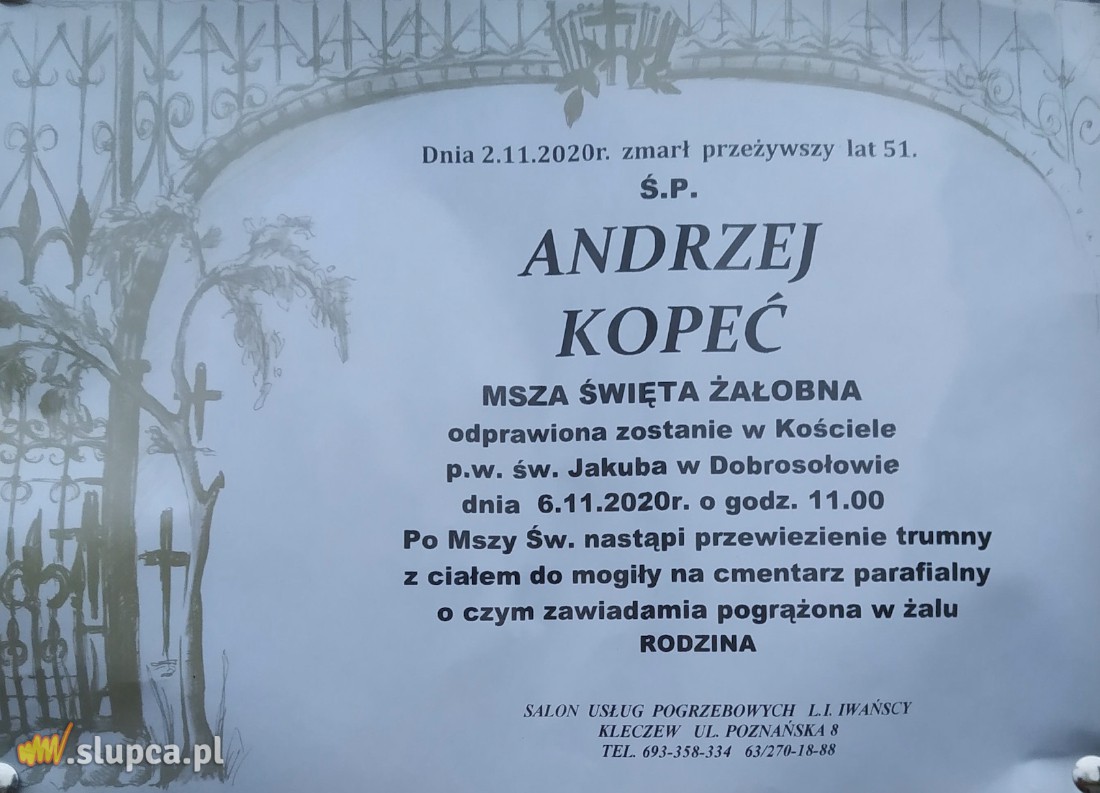 Dnia 2.11.2020r. zmarł przeżywszy lat 51.
Ś.P.
ANDRZEJ
KOPEĆ
MSZA ŚWIĘTA ŻAŁOBNA
odprawiona zostanie w Kościele
p.w. św. Jakuba w Dobrosołowie
dnia 6.11.2020r. o godz. 11.00
Po Mszy Św. nastąpi przewiezienie trumny
z ciałem do mogiły na cmentarz parafialny
o czym zawiadamia pogrążona w żalu
RODZINA
SALON USŁUG POGRZEBOWYCH L.I. IWAŃSCY
KLECZEW UL. POZNAŃSKA 8
TEL. 693-358-334 63/270-18-88
.slupca.pl